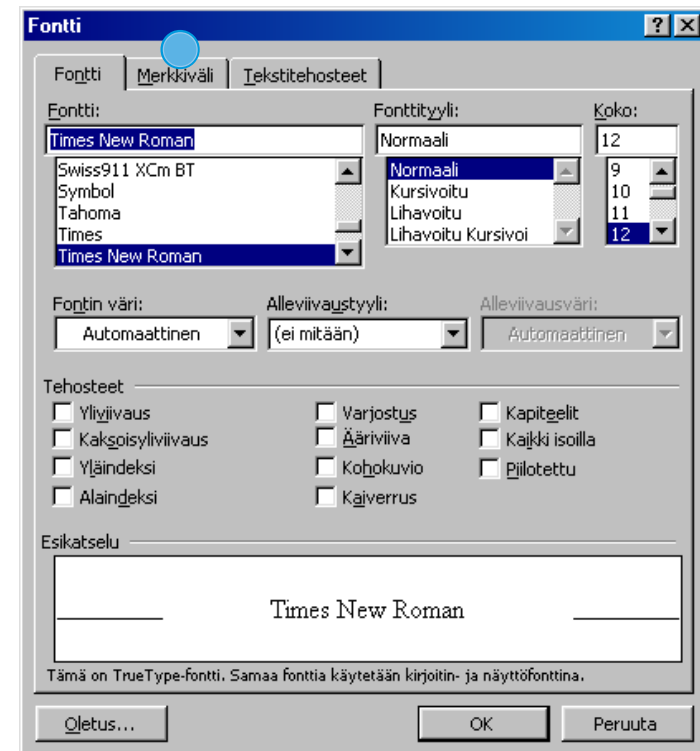 Fontti
Fontti Merkkiväli Tekstitehosteet
Fontti: Fonttityyli: Koko:
Times New Roman Normaali 12
Swiss911 XCm BT Normaali 9
Symbol Kursivoitu 10
Tahoma Lihavoitu 11
Times Lihavoitu Kursivoi 12
Times New Roman
Fontin väri: Alleviivaustyyli: Alleviivausväri:
Automaattinen (ei mitään) Automaattinen
Tehosteet
Yliviivaus Varjostus Kapiteelit
Kaksoisyliviivaus Ääriviiva Kaikki isoilla
Yläindeksi Kohokuvio Piilotettu
Alaindeksi Kaiverrus
Esikatselu
Times New Roman
Tämä on TrueType-fontti. Samaa fonttia käytetään kirjoitin- ja näyttöfonttina.
Oletus... OK Peruuta